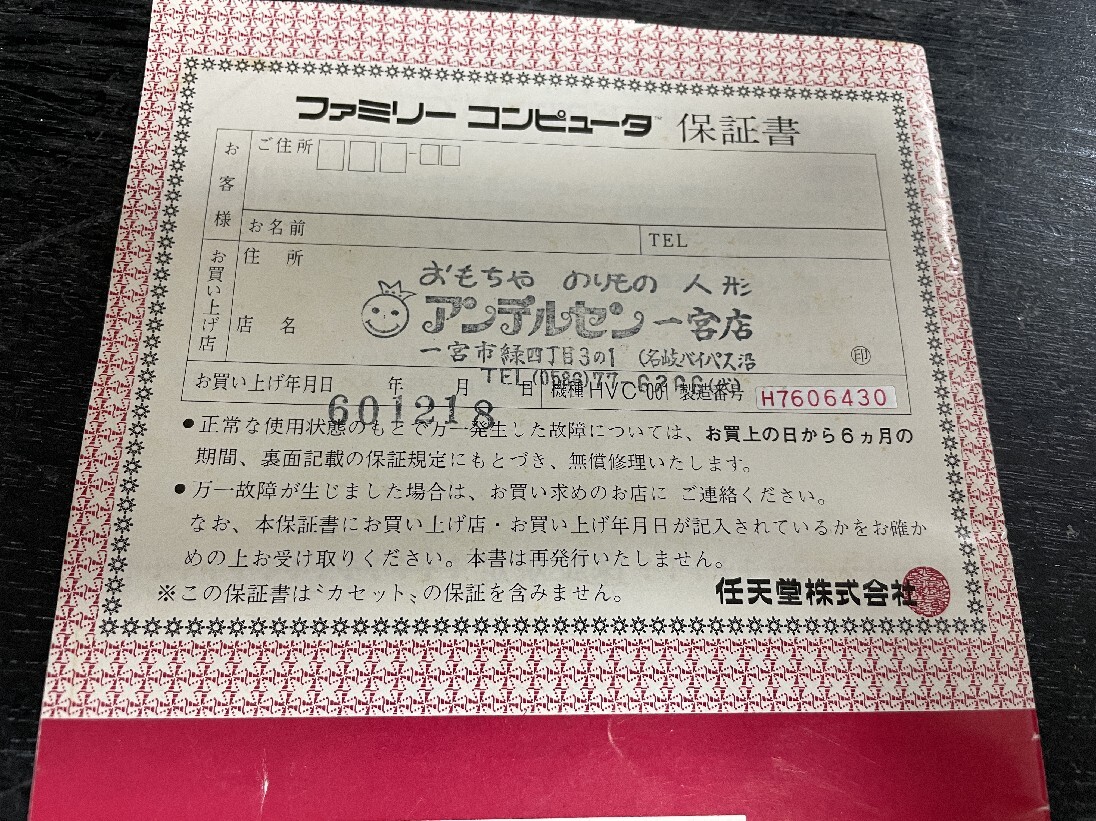 ファミリー コンピュータ™ 保証書
お客様
ご住所
お名前
TEL
お買い上げ店
住所
おもちゃ のりもの 人形
アンデルセン 一宮店
店名
一宮市緑四丁目3の1 (名岐バイパス沿
印
TEL(0586)77
お買い上げ年月日 年 月 日 機種 HVC-001 製造番号 H7606430
601218
●正常な使用状態のもとで万一発生した故障については、お買上の日から6ヵ月の
期間、裏面記載の保証規定にもとづき、無償修理いたします。
●万一故障が生じました場合は、お買い求めのお店に ご連絡ください。
なお、本保証書にお買い上げ店・お買い上げ年月日が記入されているかをお確か
めの上お受け取りください。本書は再発行いたしません。
※この保証書は〝カセット〟の保証を含みません。
任天堂株式会社